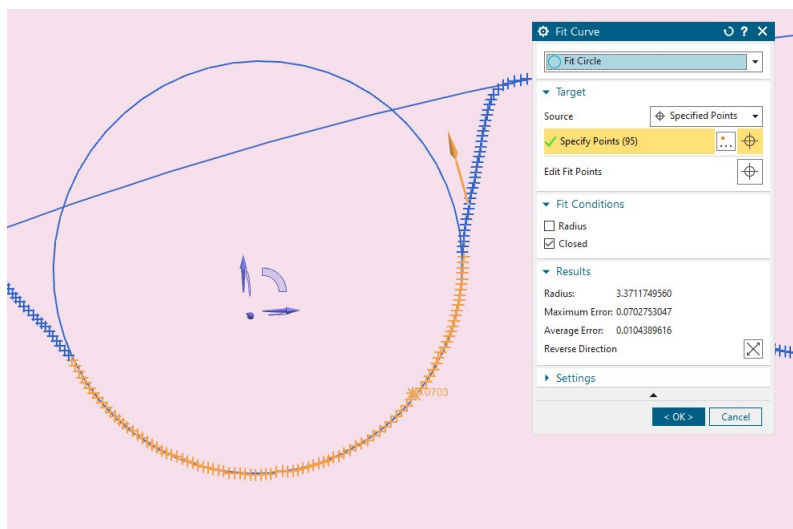 Fit Curve
Fit Circle
Target
Source Specified Points
Specify Points (95)
Edit Fit Points
Fit Conditions
Radius
Closed
Results
Radius: 3.3711749560
Maximum Error: 0.0702753047
Average Error: 0.0104389616
Reverse Direction
Settings
< OK > Cancel
0.0703